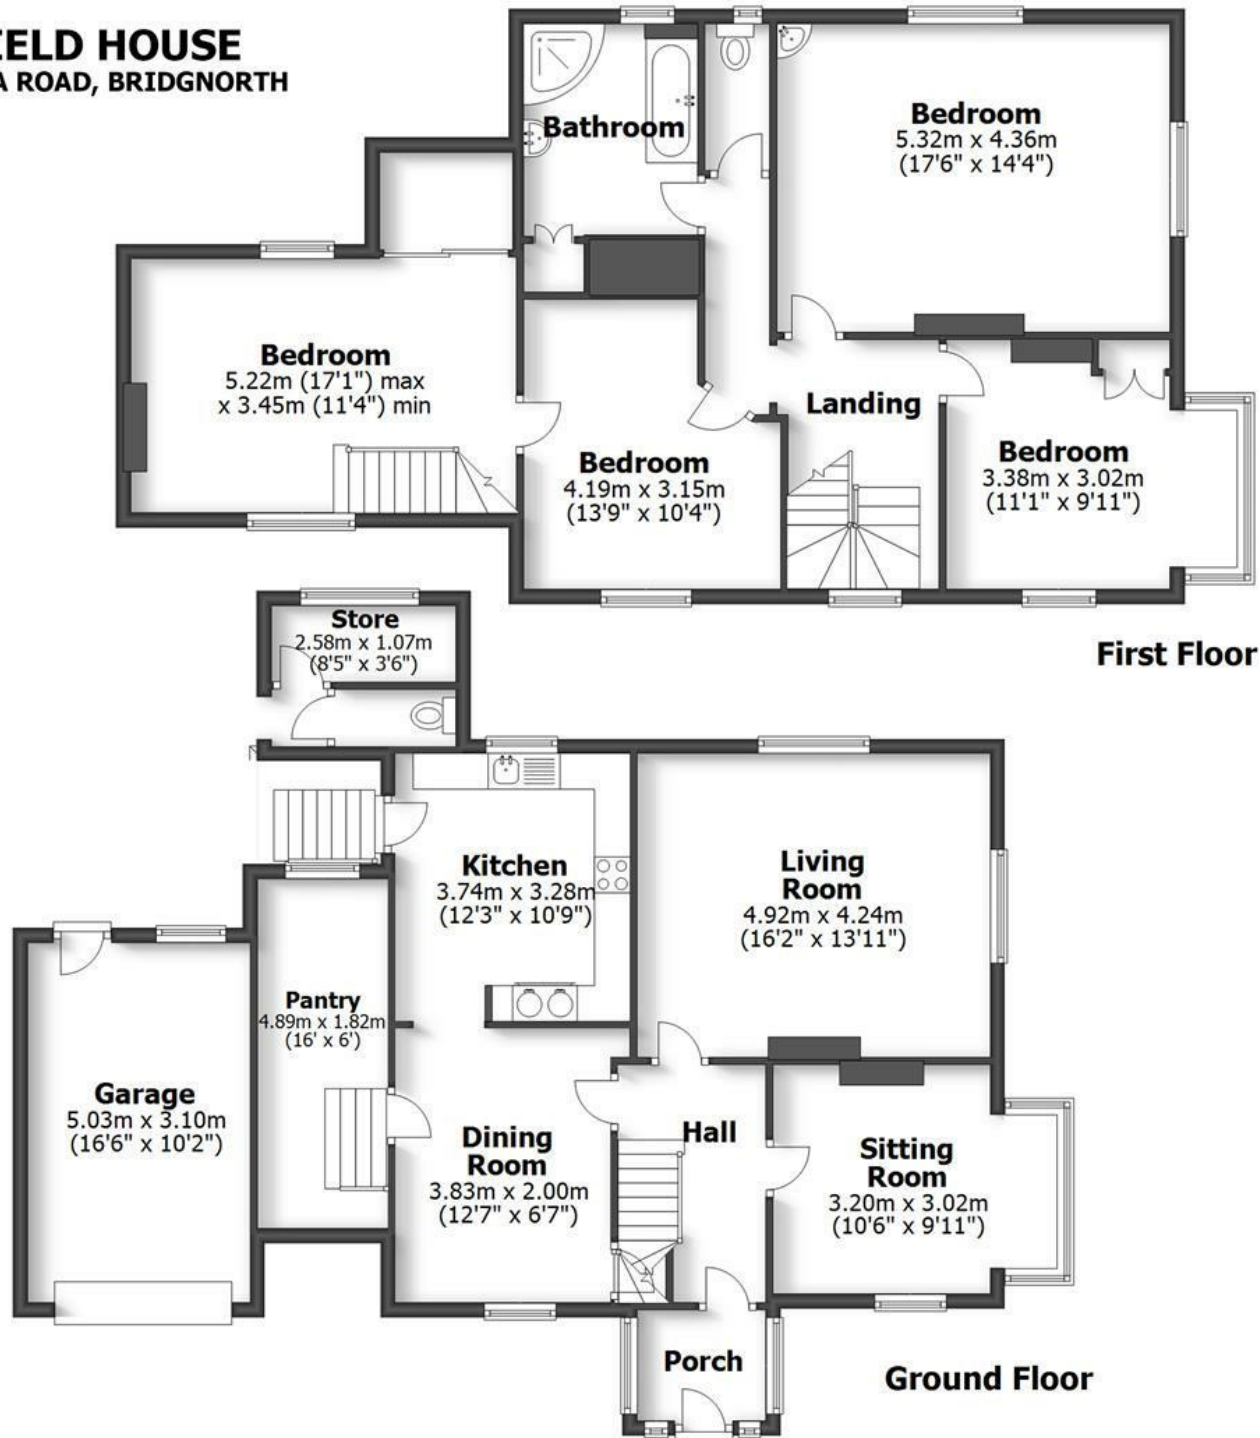 IELD HOUSE
A ROAD, BRIDGNORTH
Bathroom
Bedroom
5.32m x 4.36m
(17'6" x 14'4")
Bedroom
5.22m (17'1") max
x 3.45m (11'4") min
Bedroom
4.19m x 3.15m
(13'9" x 10'4")
Landing
Bedroom
3.38m x 3.02m
(11'1" x 9'11")
First Floor
Store
2.58m x 1.07m
(8'5" x 3'6")
Kitchen
3.74m x 3.28m
(12'3" x 10'9")
Living
Room
4.92m x 4.24m
(16'2" x 13'11")
Pantry
4.89m x 1.82m
(16' x 6')
Garage
5.03m x 3.10m
(16'6" x 10'2")
Dining
Room
3.83m x 2.00m
(12'7" x 6'7")
Hall
Sitting
Room
3.20m x 3.02m
(10'6" x 9'11")
Porch
Ground Floor